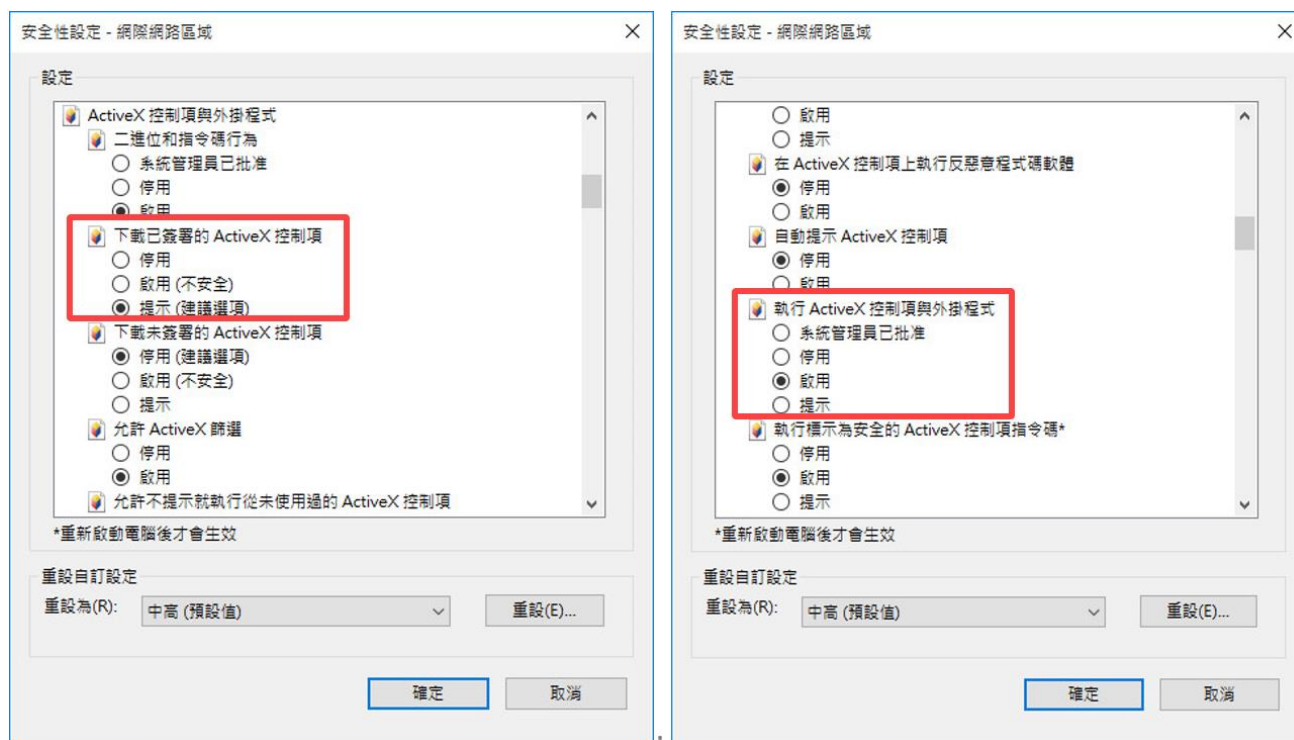 安全性設定 - 網際網路區域
設定
ActiveX 控制項與外掛程式
二進位和指令碼行為
系統管理員已批准
停用
啟用
下載已簽署的 ActiveX 控制項
停用
啟用 (不安全)
提示 (建議選項)
下載未簽署的 ActiveX 控制項
停用 (建議選項)
啟用 (不安全)
提示
允許 ActiveX 篩選
停用
啟用
允許不提示就執行從未使用過的 ActiveX 控制項
*重新啟動電腦後才會生效
重設自訂設定
重設為(R):
中高 (預設值)
重設(E)...
確定
取消
安全性設定 - 網際網路區域
設定
啟用
提示
在 ActiveX 控制項上執行反惡意程式碼軟體
停用
啟用
自動提示 ActiveX 控制項
停用
啟用
執行 ActiveX 控制項與外掛程式
系統管理員已批准
停用
啟用
提示
執行標示為安全的 ActiveX 控制項指令碼*
停用
啟用
提示
*重新啟動電腦後才會生效
重設自訂設定
重設為(R):
中高 (預設值)
重設(E)...
確定
取消